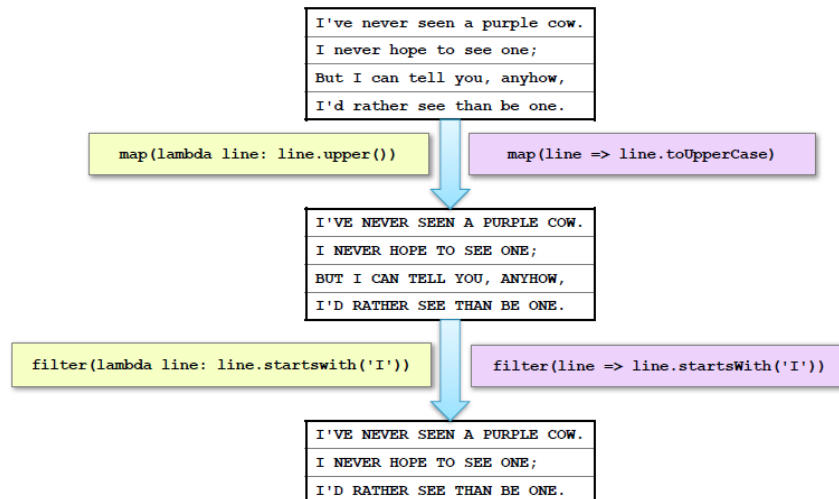 I've never seen a purple cow.
I never hope to see one;
But I can tell you, anyhow,
I'd rather see than be one.
map(lambda line: line.upper())
map(line => line.toUpperCase)
I'VE NEVER SEEN A PURPLE COW.
I NEVER HOPE TO SEE ONE;
BUT I CAN TELL YOU, ANYHOW,
I'D RATHER SEE THAN BE ONE.
filter(lambda line: line.startswith('I'))
filter(line => line.startsWith('I'))
I'VE NEVER SEEN A PURPLE COW.
I NEVER HOPE TO SEE ONE;
I'D RATHER SEE THAN BE ONE.